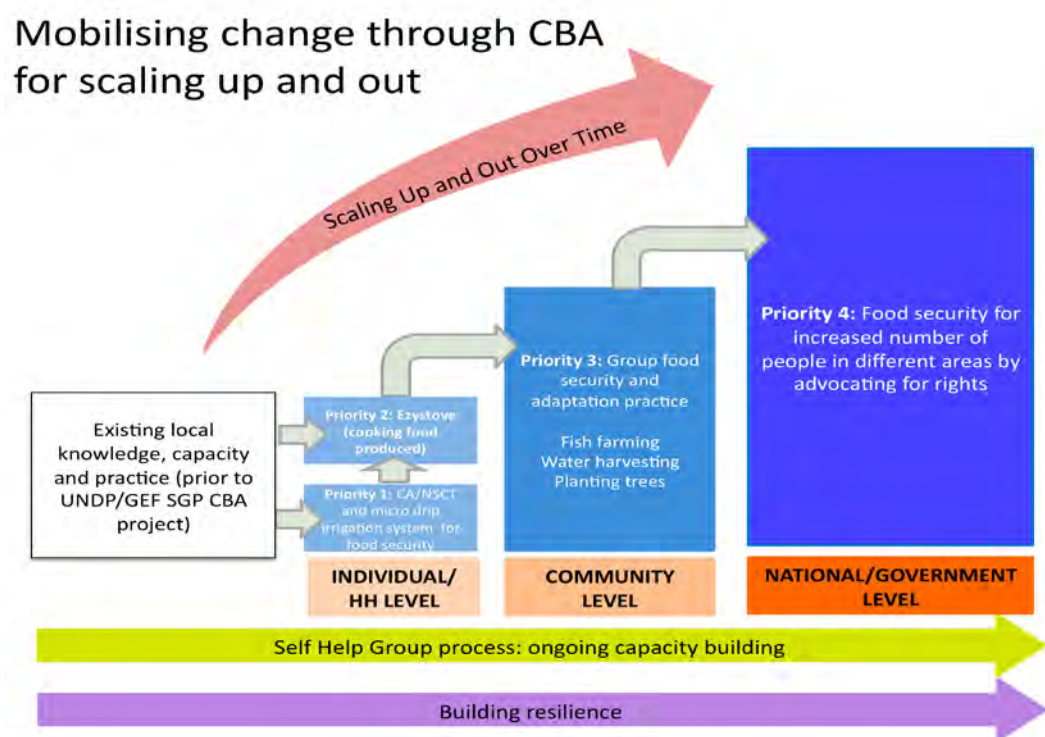 Mobilising change through CBA
for scaling up and out
Scaling Up and Out Over Time
Existing local
knowledge, capacity
and practice (prior to
UNDP/GEF SGP CBA
project)
Priority 2: Ezystove
(cooking food
produced)
Priority 1: CA/NSCT
and micro drip
irrigation system for
food security
INDIVIDUAL/
HH LEVEL
Priority 3: Group food
security and
adaptation practice
Fish farming
Water harvesting
Planting trees
COMMUNITY
LEVEL
Priority 4: Food security for
increased number of
people in different areas by
advocating for rights
NATIONAL/GOVERNMENT
LEVEL
Self Help Group process: ongoing capacity building
Building resilience